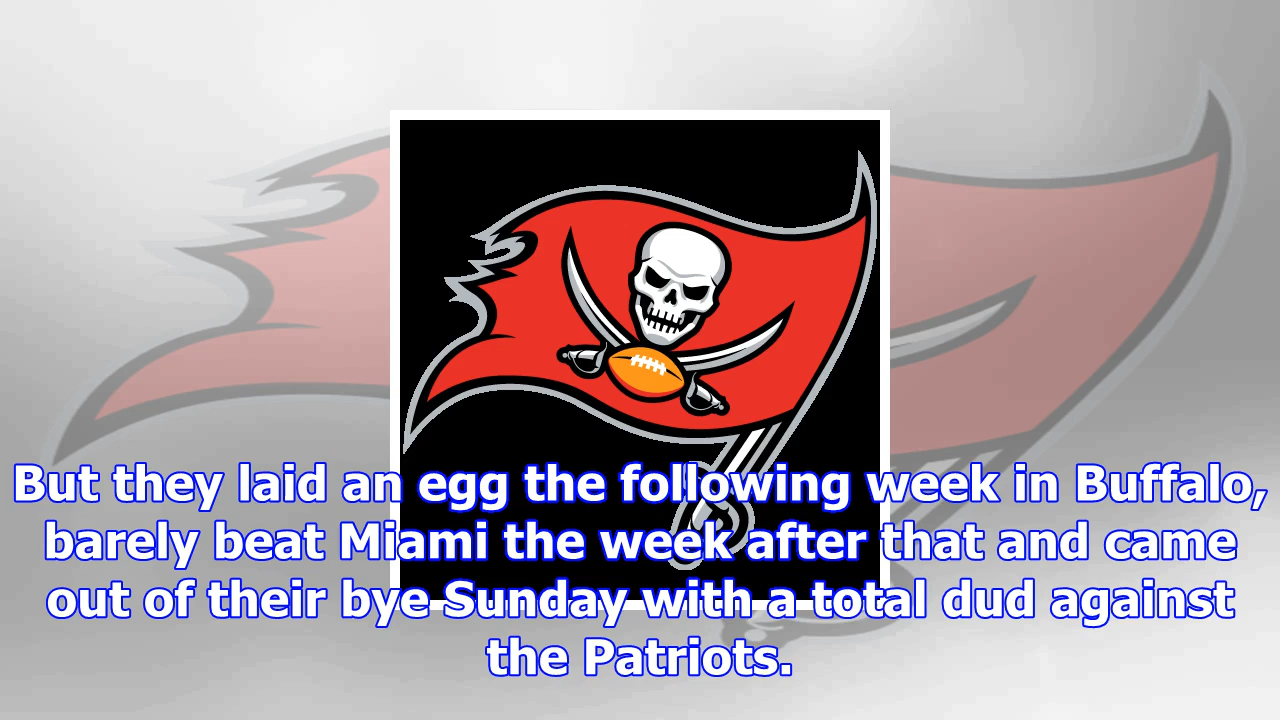 But they laid an egg the following week in Buffalo,
barely beat Miami the week after that and came
out of their bye Sunday with a total dud against
the Patriots.